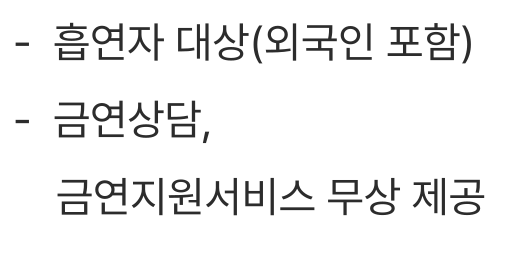 - 흡연자 대상(외국인 포함)
- 금연상담,
금연지원서비스 무상 제공